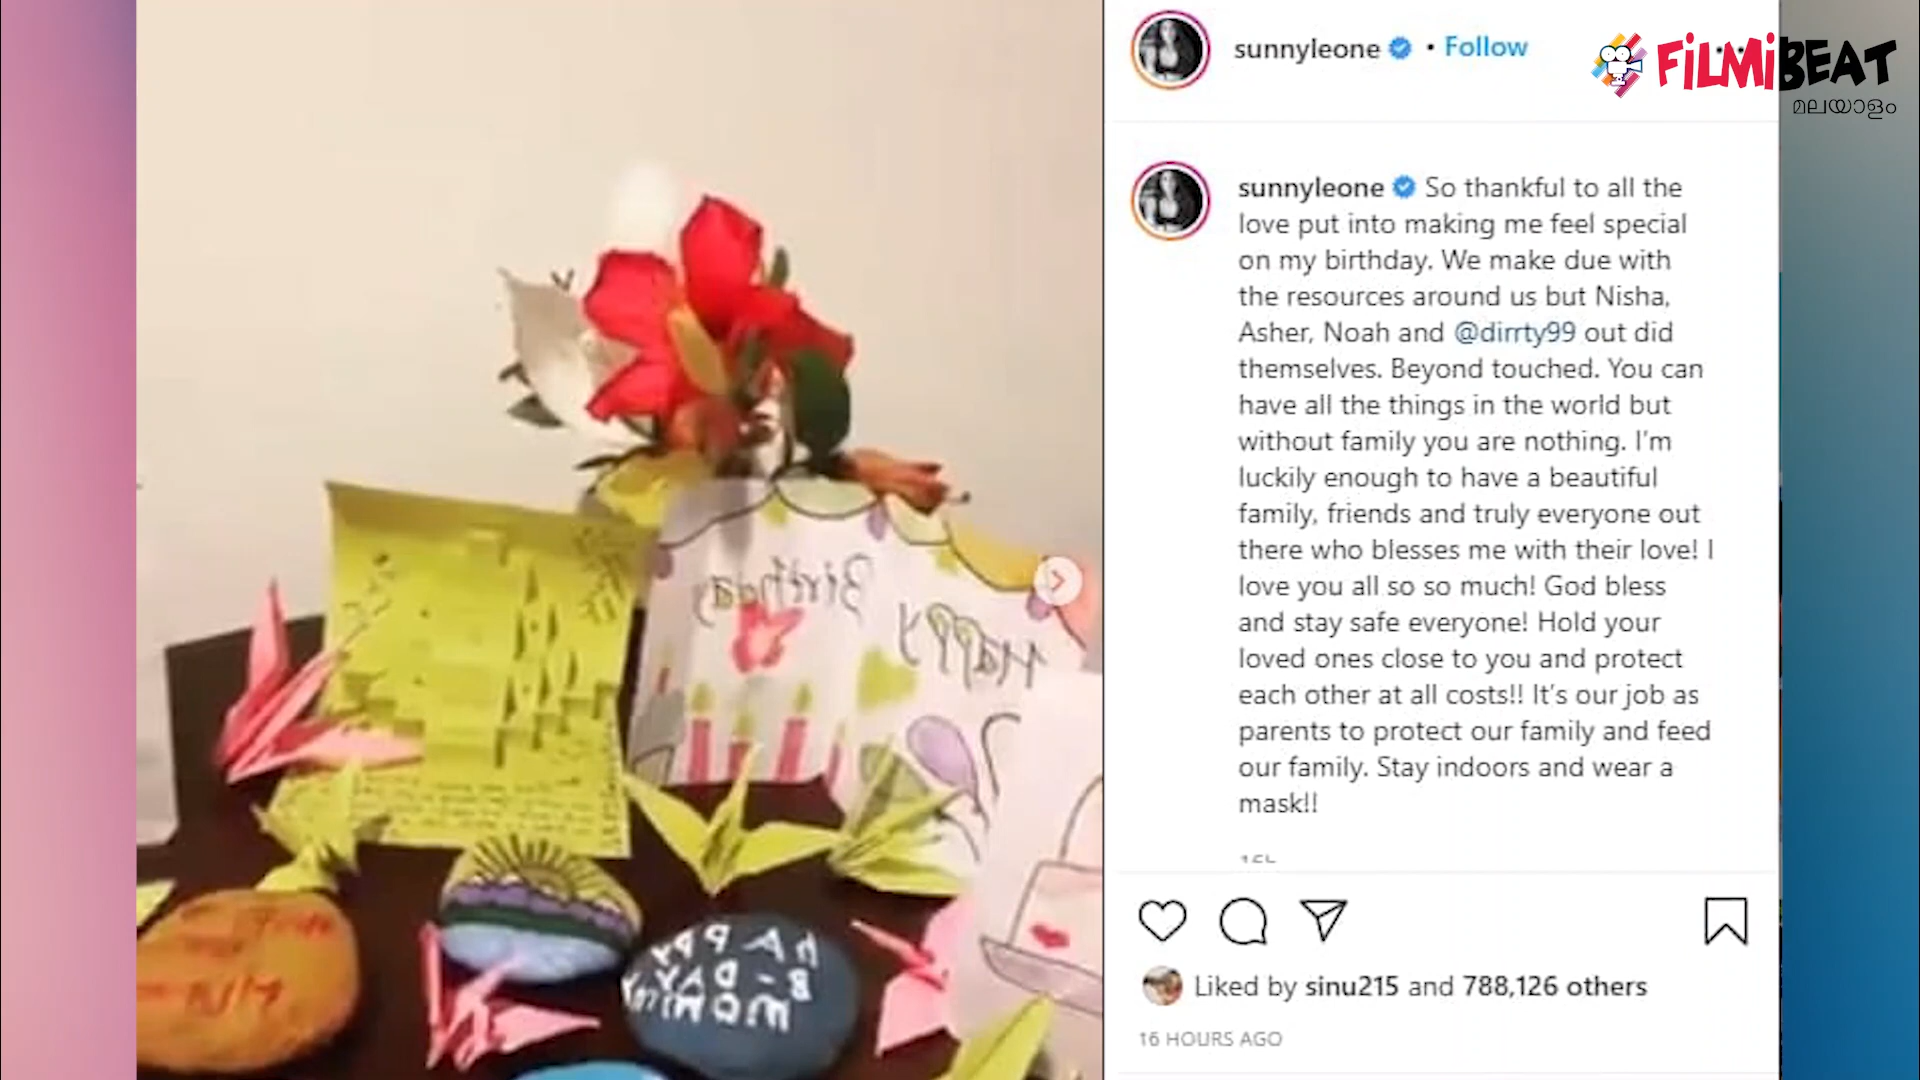 sunnyleone • Follow
FiLMiBEAT
മലയാളം
sunnyleone So thankful to all the
love put into making me feel special
on my birthday. We make due with
the resources around us but Nisha,
Asher, Noah and @dirrty99 out did
themselves. Beyond touched. You can
have all the things in the world but
without family you are nothing. I'm
luckily enough to have a beautiful
family, friends and truly everyone out
there who blesses me with their love! I
love you all so so much! God bless
and stay safe everyone! Hold your
loved ones close to you and protect
each other at all costs!! It's our job as
parents to protect our family and feed
our family. Stay indoors and wear a
mask!!
Liked by sinu215 and 788,126 others
16 HOURS AGO
Birthday
Happy
hAPPY
B-DAY
mommy